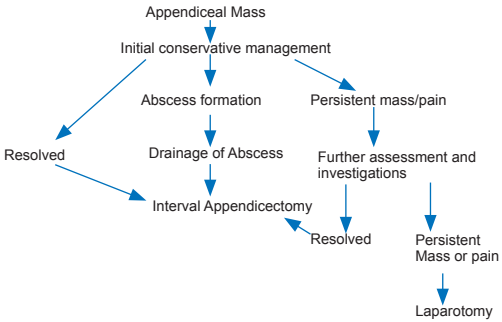 Appendiceal Mass
Initial conservative management
Abscess formation
Persistent mass/pain
Resolved
Drainage of Abscess
Further assessment and
investigations
Interval Appendicectomy
Resolved
Persistent
Mass or pain
Laparotomy